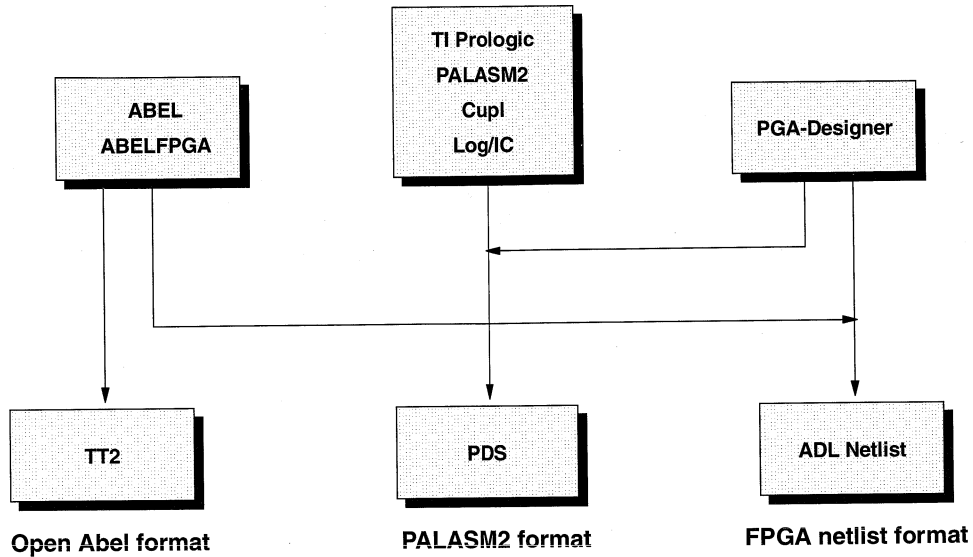 TI Prologic
PALASM2
Cupl
Log/IC
ABEL
ABELFPGA
PGA-Designer
TT2
PDS
ADL Netlist
Open Abel format
PALASM2 format
FPGA netlist format